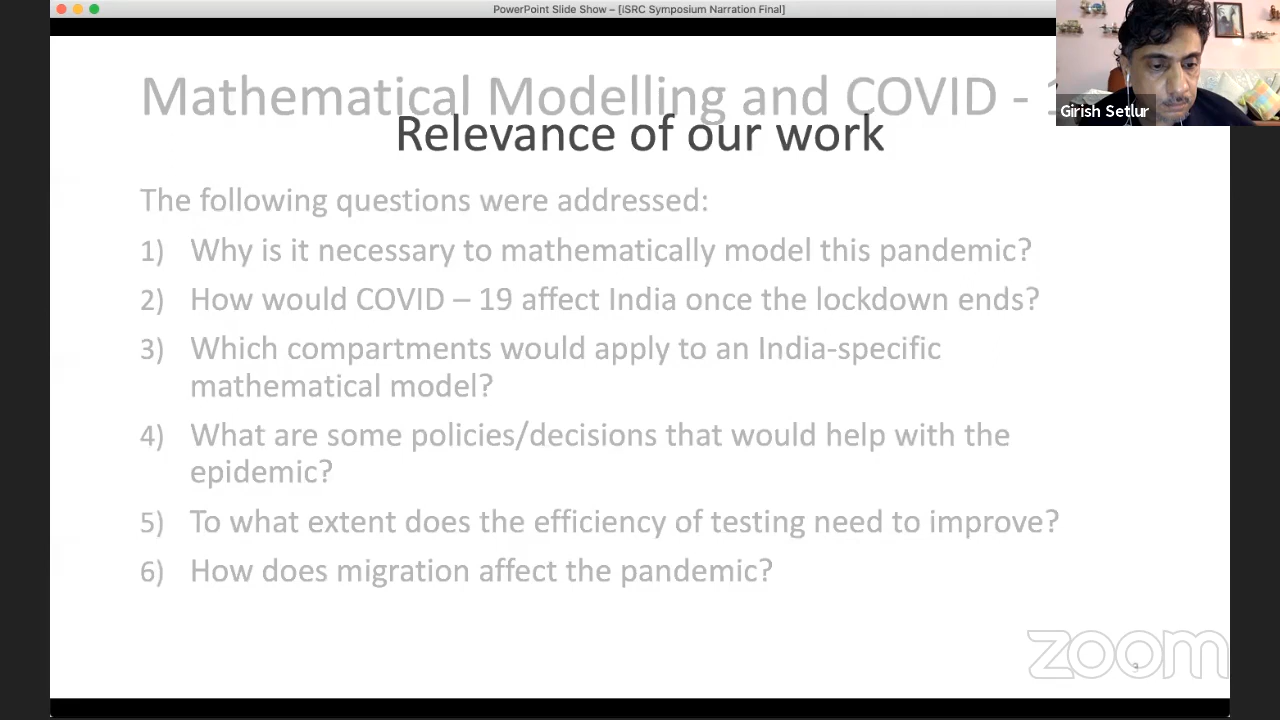 PowerPoint Slide Show – [ISRC Symposium Narration Final]
Mathematical Modelling and COVID - 1
Relevance of our work
Girish Setlur
The following questions were addressed:
1) Why is it necessary to mathematically model this pandemic?
2) How would COVID – 19 affect India once the lockdown ends?
3) Which compartments would apply to an India-specific
mathematical model?
4) What are some policies/decisions that would help with the
epidemic?
5) To what extent does the efficiency of testing need to improve?
6) How does migration affect the pandemic?
zoom
3